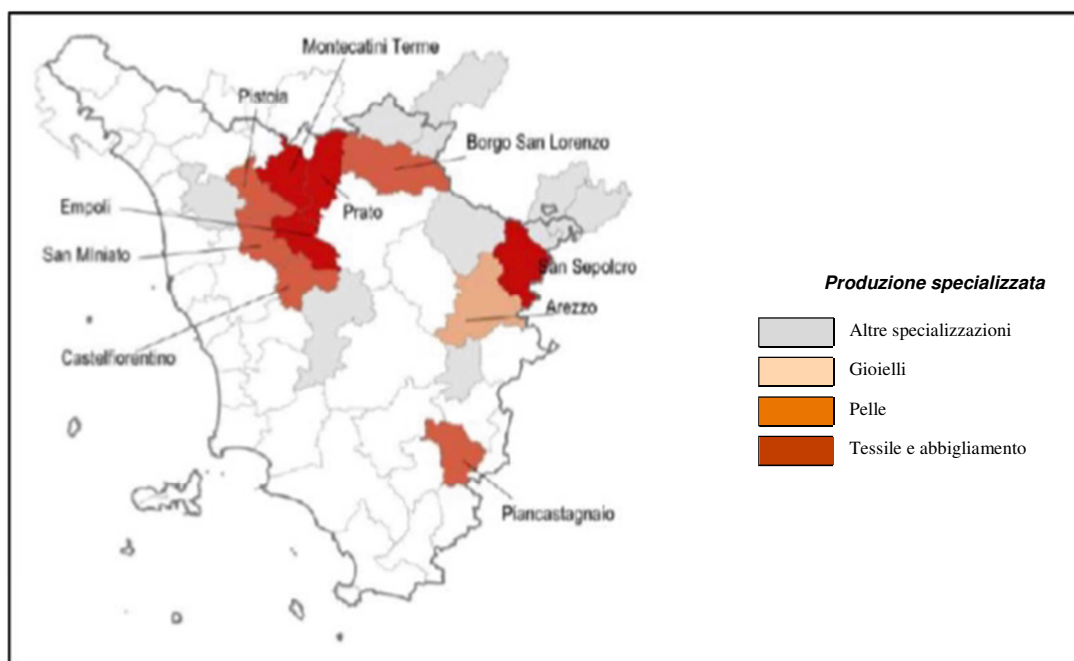 Montecatini Terme
Pistoia
Borgo San Lorenzo
Empoli
Prato
San Miniato
San Sepolcro
Arezzo
Castelfiorentino
Piancastagnaio
Produzione specializzata
Altre specializzazioni
Gioielli
Pelle
Tessile e abbigliamento